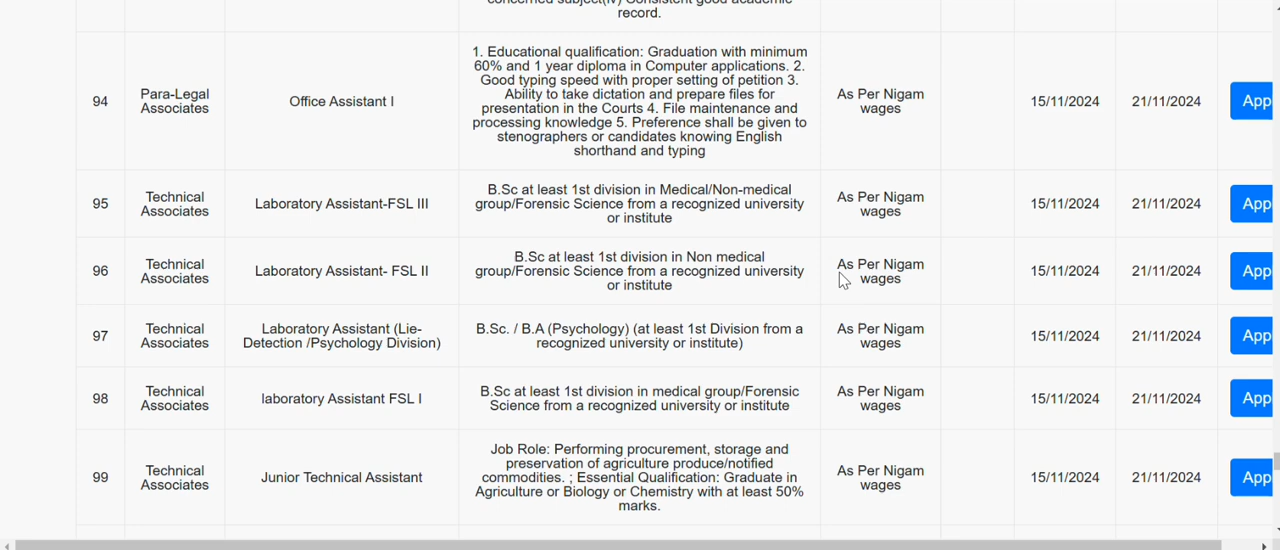 concerned subject(iv) Consistent good academic
record.
94
Para-Legal
Associates
Office Assistant I
1. Educational qualification: Graduation with minimum
60% and 1 year diploma in Computer applications. 2.
Good typing speed with proper setting of petition 3.
Ability to take dictation and prepare files for
presentation in the Courts 4. File maintenance and
processing knowledge 5. Preference shall be given to
stenographers or candidates knowing English
shorthand and typing
As Per Nigam
wages
15/11/2024
21/11/2024
App
95
Technical
Associates
Laboratory Assistant-FSL III
B.Sc at least 1st division in Medical/Non-medical
group/Forensic Science from a recognized university
or institute
As Per Nigam
wages
15/11/2024
21/11/2024
App
96
Technical
Associates
Laboratory Assistant- FSL II
B.Sc at least 1st division in Non medical
group/Forensic Science from a recognized university
or institute
As Per Nigam
wages
15/11/2024
21/11/2024
App
97
Technical
Associates
Laboratory Assistant (Lie-
Detection /Psychology Division)
B.Sc. / B.A (Psychology) (at least 1st Division from a
recognized university or institute)
As Per Nigam
wages
15/11/2024
21/11/2024
App
98
Technical
Associates
laboratory Assistant FSL I
B.Sc at least 1st division in medical group/Forensic
Science from a recognized university or institute
As Per Nigam
wages
15/11/2024
21/11/2024
App
99
Technical
Associates
Junior Technical Assistant
Job Role: Performing procurement, storage and
preservation of agriculture produce/notified
commodities. ; Essential Qualification: Graduate in
Agriculture or Biology or Chemistry with at least 50%
marks.
As Per Nigam
wages
15/11/2024
21/11/2024
App